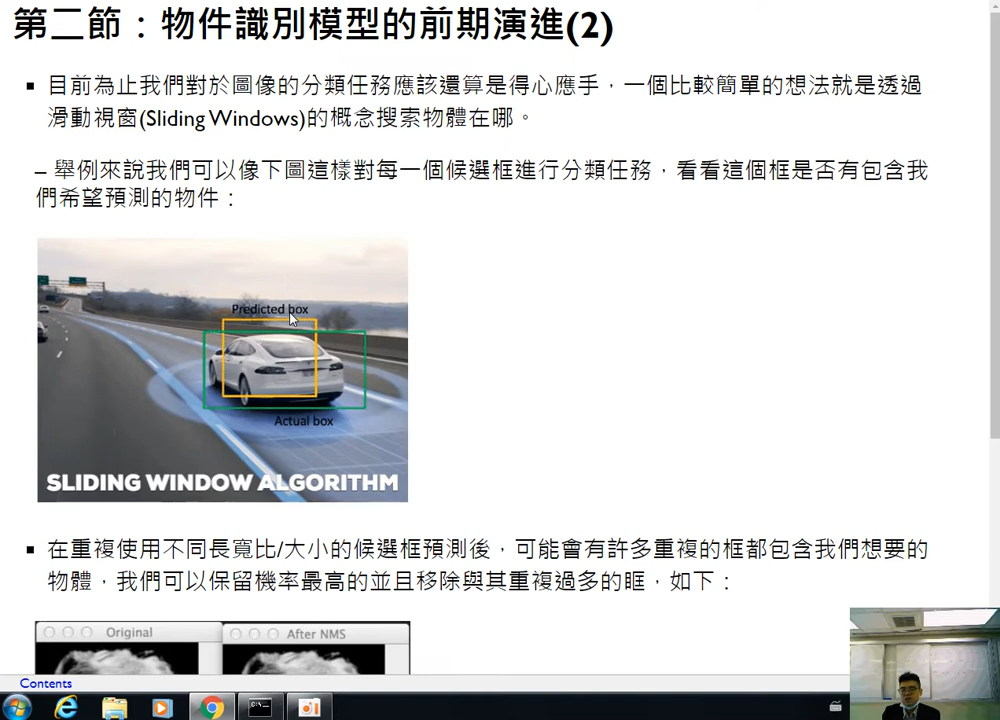 第二節：物件識別模型的前期演進(2)
▪ 目前為止我們對於圖像的分類任務應該還算是得心應手，一個比較簡單的想法就是透過
滑動視窗(Sliding Windows)的概念搜索物體在哪。
– 舉例來說我們可以像下圖這樣對每一個候選框進行分類任務，看看這個框是否有包含我
們希望預測的物件：
Predicted box
Actual box
SLIDING WINDOW ALGORITHM
▪ 在重複使用不同長寬比/大小的候選框預測後，可能會有許多重複的框都包含我們想要的
物體，我們可以保留機率最高的並且移除與其重複過多的眶，如下：
Original
After NMS
Contents